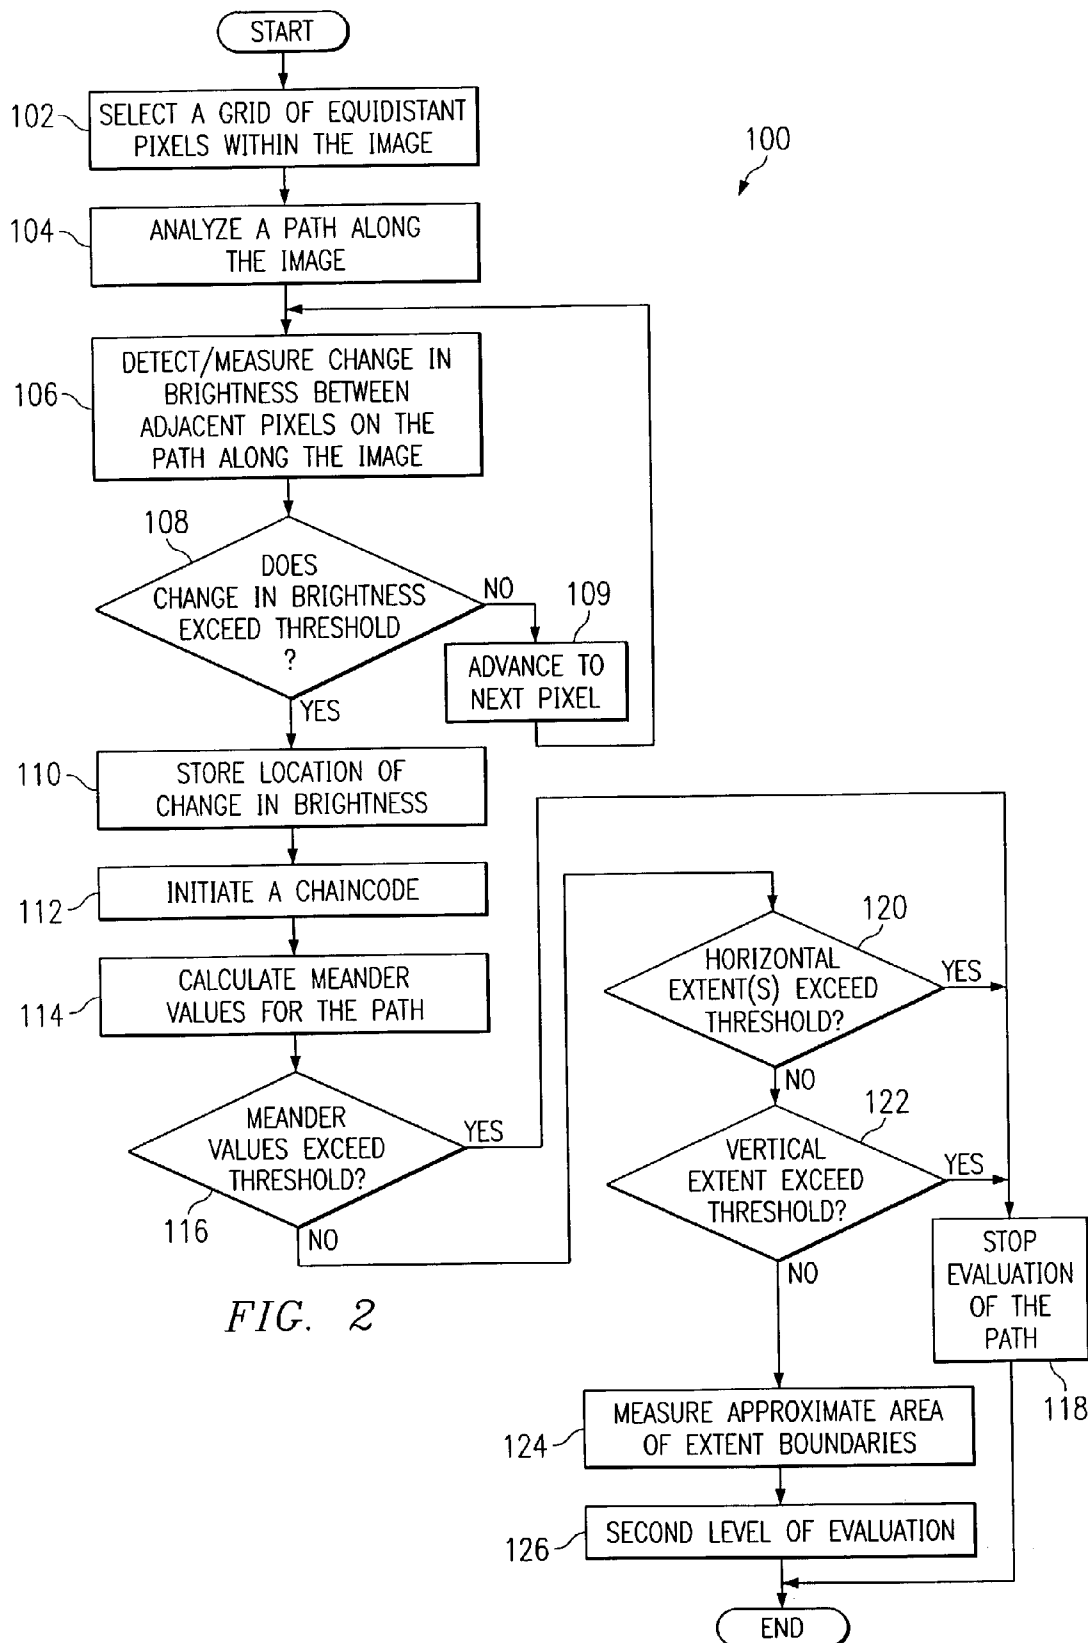 START
102
SELECT A GRID OF EQUIDISTANT
PIXELS WITHIN THE IMAGE
100
104
ANALYZE A PATH ALONG
THE IMAGE
106
DETECT/MEASURE CHANGE IN
BRIGHTNESS BETWEEN
ADJACENT PIXELS ON THE
PATH ALONG THE IMAGE
108
DOES
CHANGE IN BRIGHTNESS
EXCEED THRESHOLD
?
NO
109
ADVANCE TO
NEXT PIXEL
YES
110
STORE LOCATION OF
CHANGE IN BRIGHTNESS
112
INITIATE A CHAINCODE
114
CALCULATE MEANDER
VALUES FOR THE PATH
MEANDER
VALUES EXCEED
THRESHOLD?
YES
116
NO
120
HORIZONTAL
EXTENT(S) EXCEED
THRESHOLD?
YES
NO
122
VERTICAL
EXTENT EXCEED
THRESHOLD?
YES
NO
STOP
EVALUATION
OF THE
PATH
118
FIG. 2
124
MEASURE APPROXIMATE AREA
OF EXTENT BOUNDARIES
126
SECOND LEVEL OF EVALUATION
END